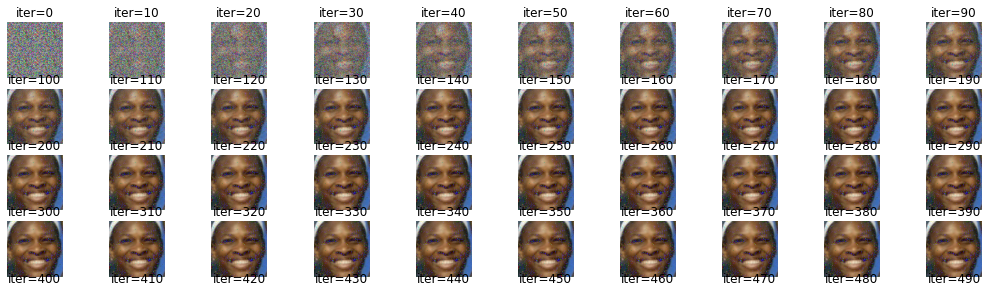 iter=0 iter=10 iter=20 iter=30 iter=40 iter=50 iter=60 iter=70 iter=80 iter=90
iter=100 iter=110 iter=120 iter=130 iter=140 iter=150 iter=160 iter=170 iter=180 iter=190
iter=200 iter=210 iter=220 iter=230 iter=240 iter=250 iter=260 iter=270 iter=280 iter=290
iter=300 iter=310 iter=320 iter=330 iter=340 iter=350 iter=360 iter=370 iter=380 iter=390
iter=400 iter=410 iter=420 iter=430 iter=440 iter=450 iter=460 iter=470 iter=480 iter=490